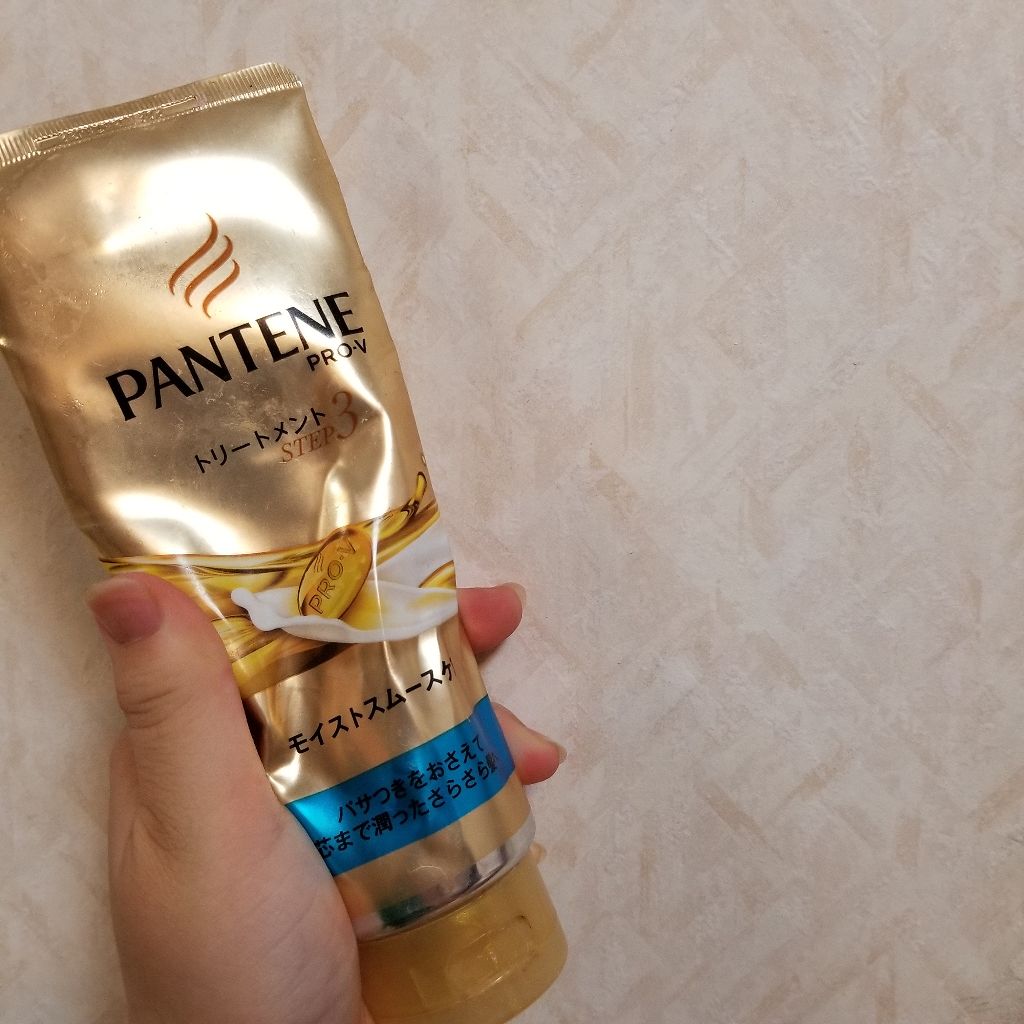 PANTENE
PRO-V
トリートメント
STEP3
PRO-V
モイストスムースケ
パサつきをおさえて
芯まで潤ったさらさら髪へ